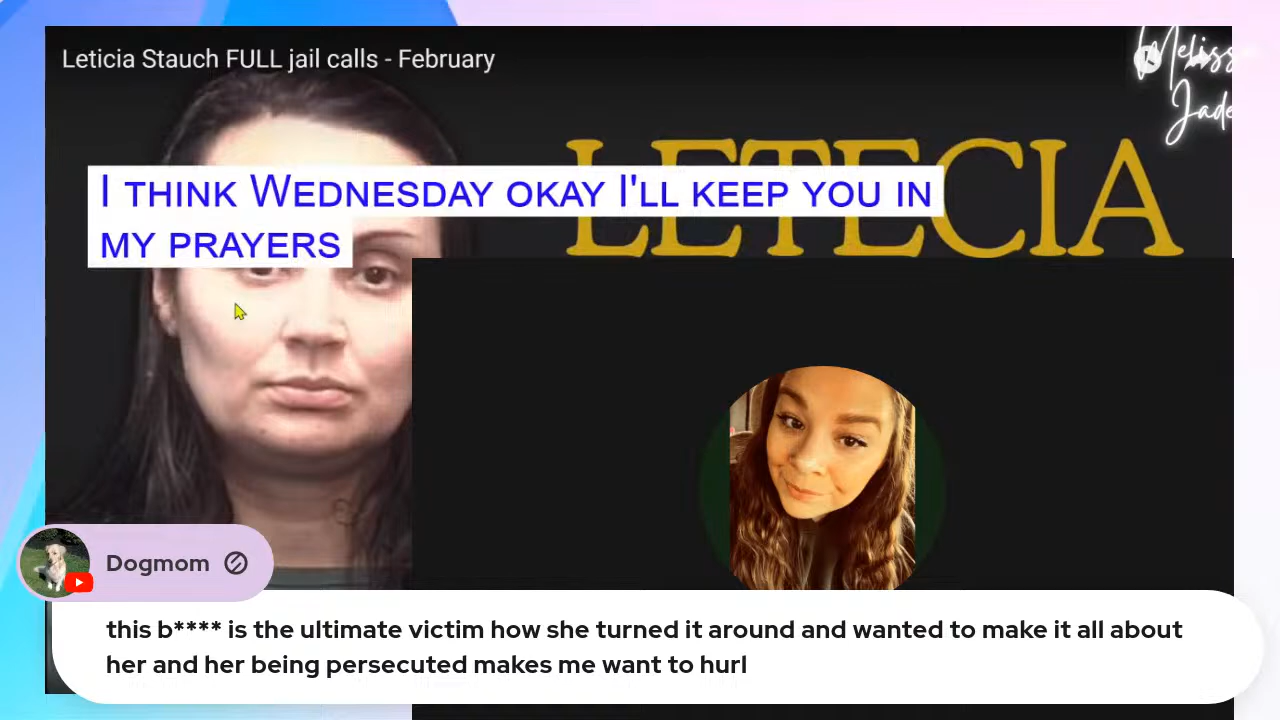 Leticia Stauch FULL jail calls - February
Melissa
Jade
LETECIA
I THINK WEDNESDAY OKAY I'LL KEEP YOU IN
MY PRAYERS
Dogmom
this b**** is the ultimate victim how she turned it around and wanted to make it all about
her and her being persecuted makes me want to hurl